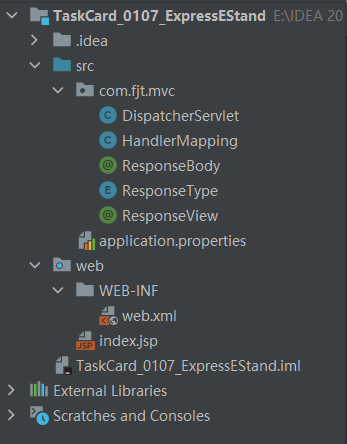 TaskCard_0107_ExpressEStand E:\IDEA 20
.idea
src
com.fjt.mvc
C DispatcherServlet
C HandlerMapping
@ ResponseBody
E ResponseType
@ ResponseView
application.properties
web
WEB-INF
web.xml
JSP index.jsp
TaskCard_0107_ExpressEStand.iml
External Libraries
Scratches and Consoles